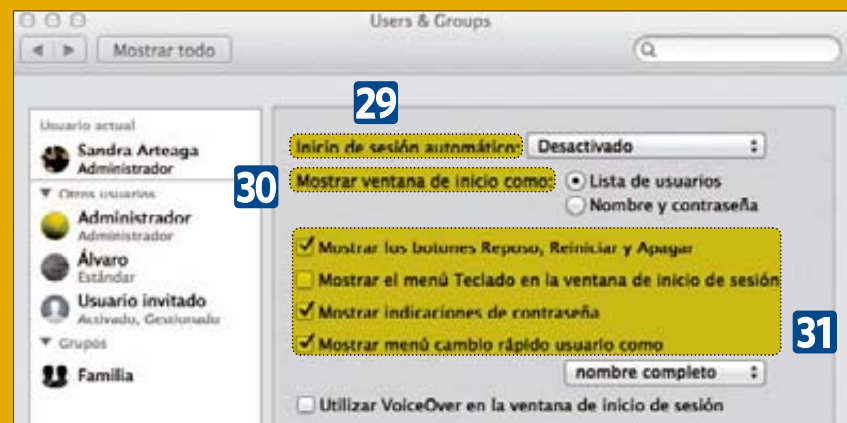 Users & Groups
Mostrar todo
29
Usuario actual
Sandra Arteaga
Administrador
Otros usuarios
Administrador
Administrador
Álvaro
Estándar
Usuario invitado
Activado, Gestionado
Grupos
Familia
Inicio de sesión automático: Desactivado
30
Mostrar ventana de inicio como: Lista de usuarios
Nombre y contraseña
Mostrar los botones Reposo, Reiniciar y Apagar
Mostrar el menú Teclado en la ventana de inicio de sesión
Mostrar indicaciones de contraseña
31
Mostrar menú cambio rápido usuario como
nombre completo
Utilizar VoiceOver en la ventana de inicio de sesión